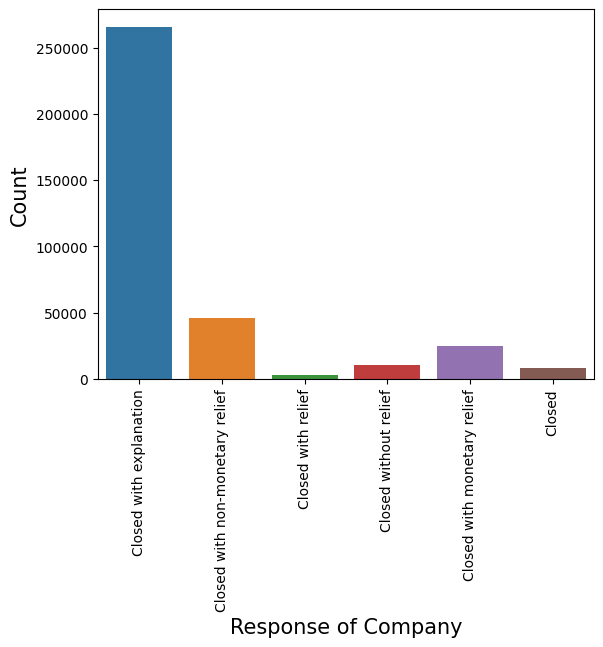 250000
200000
150000
100000
50000
0
Count
Closed with explanation
Closed with non-monetary relief
Closed with relief
Closed without relief
Closed with monetary relief
Closed
Response of Company